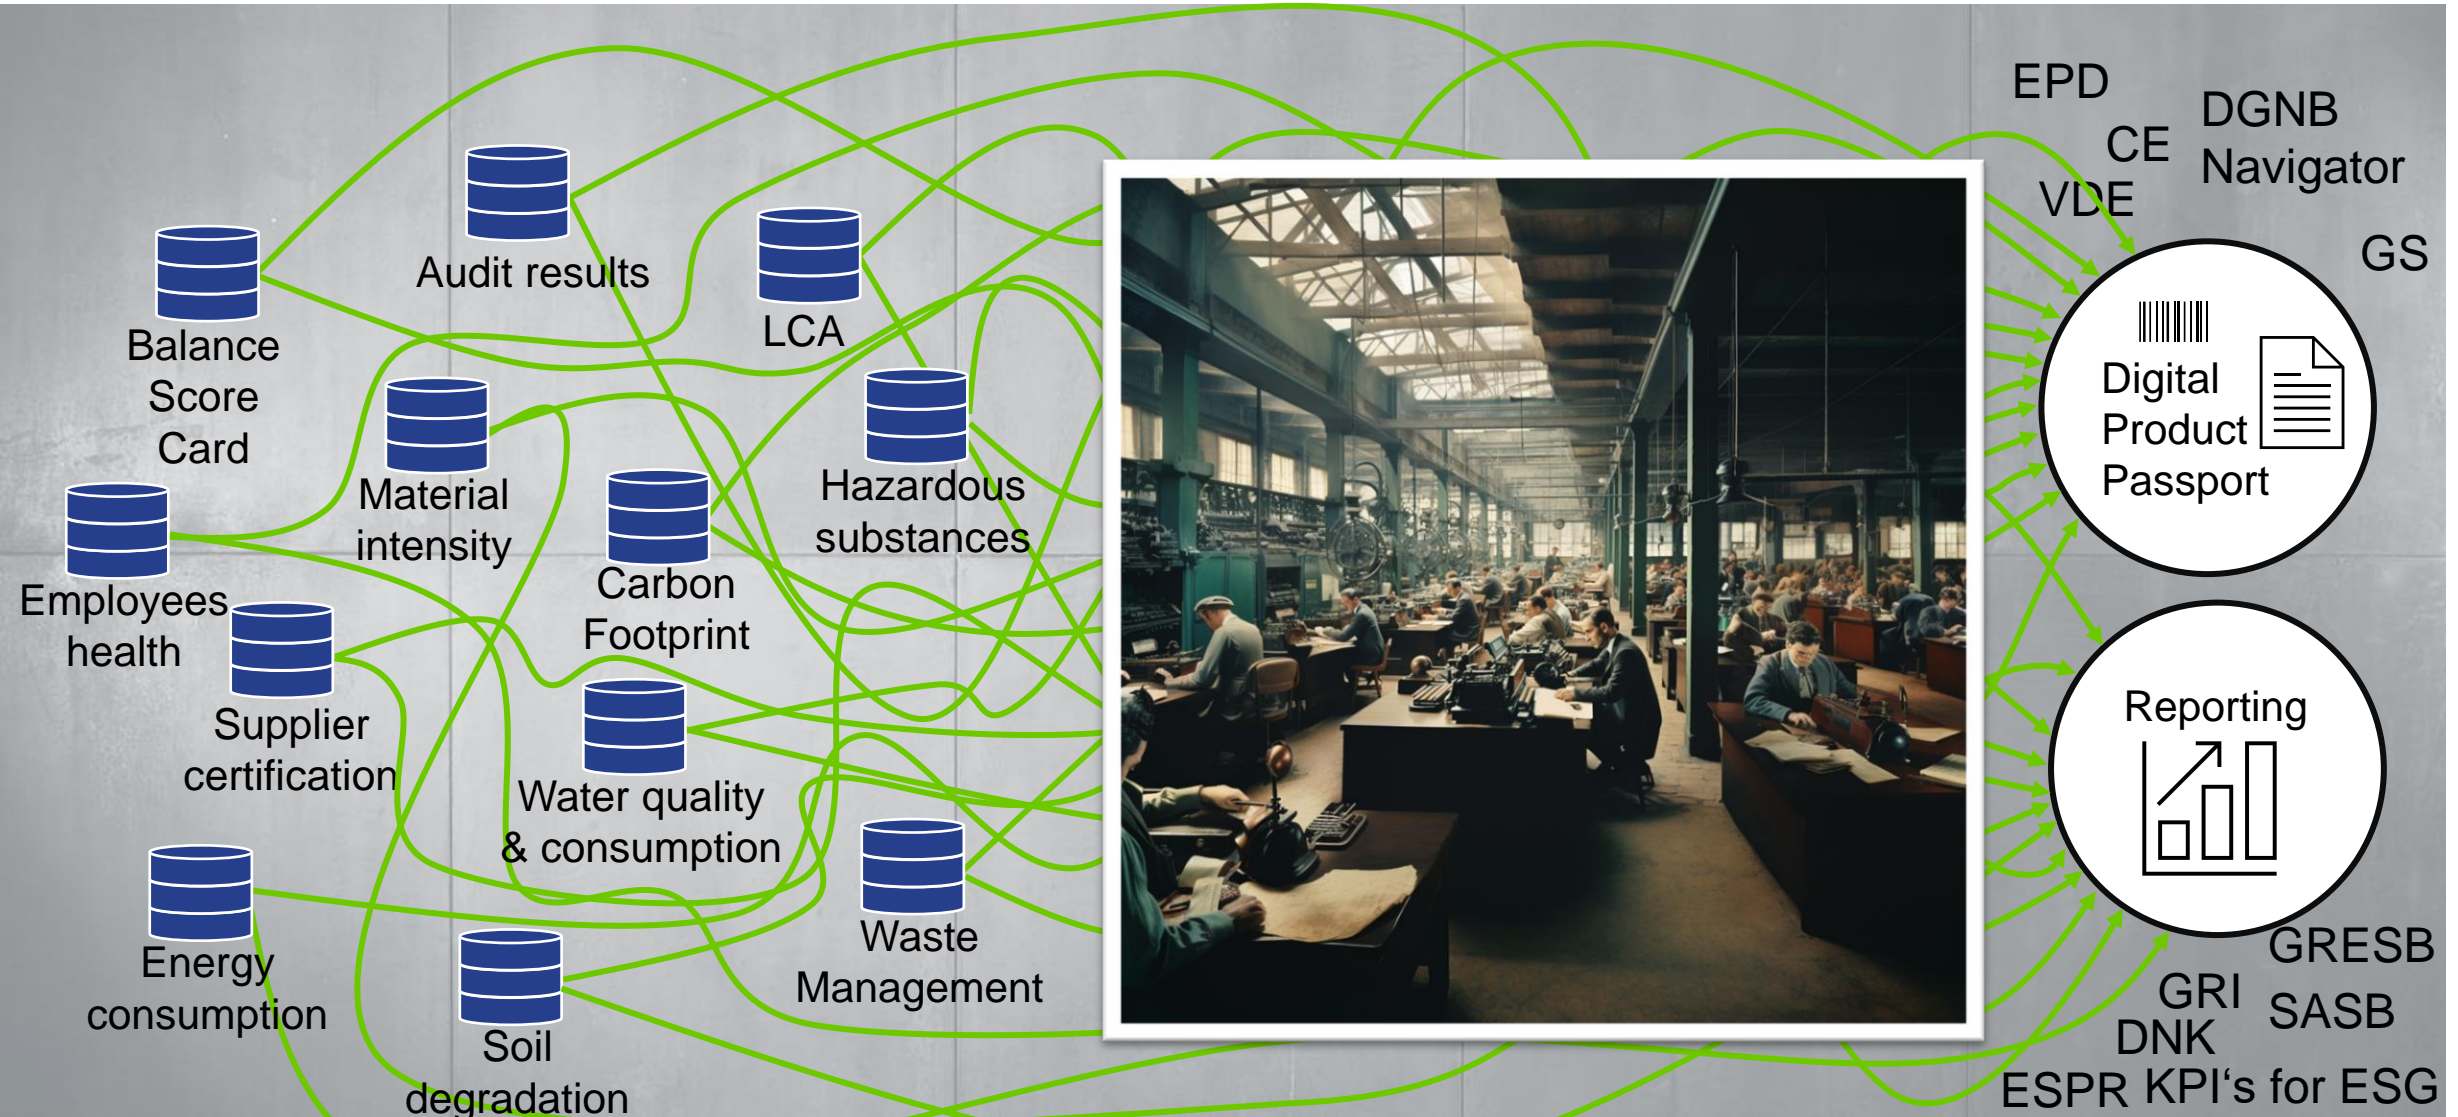 EPD
DGNB
CE
Navigator
VDE
GS
Audit results
LCA
Balance
Score
Card
Digital
Product
Passport
Material
intensity
Hazardous
substances
Carbon
Footprint
Employees
health
Supplier
certification
Reporting
Water quality
& consumption
Waste
Management
Energy
consumption
Soil
degradation
GRESB
GRI
SASB
DNK
ESPR KPI‘s for ESG